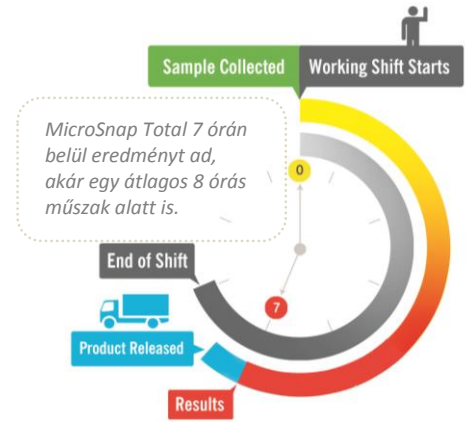 Sample Collected
Working Shift Starts
MicroSnap Total 7 órán
belül eredményt ad,
akár egy átlagos 8 órás
műszak alatt is.
0
End of Shift
7
Product Released
Results